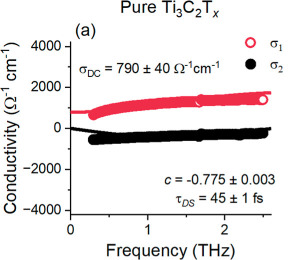 Pure Ti₃C₂Tₓ
(a)
σ₁
σ₂
σDC = 790 ± 40 Ω⁻¹cm⁻¹
4000
2000
0
−2000
−4000
Conductivity (Ω⁻¹ cm⁻¹)
c = -0.775 ± 0.003
τDS = 45 ± 1 fs
0 1 2
Frequency (THz)